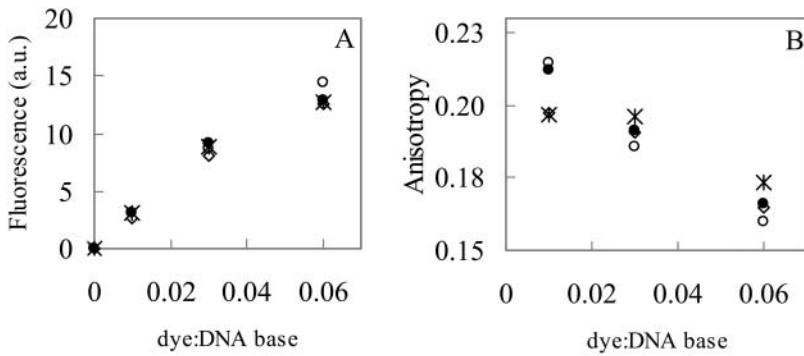 A
Fluorescence (a.u.)
20
15
10
5
0
0 0.02 0.04 0.06
dye:DNA base
B
Anisotropy
0.23
0.20
0.18
0.15
0 0.02 0.04 0.06
dye:DNA base